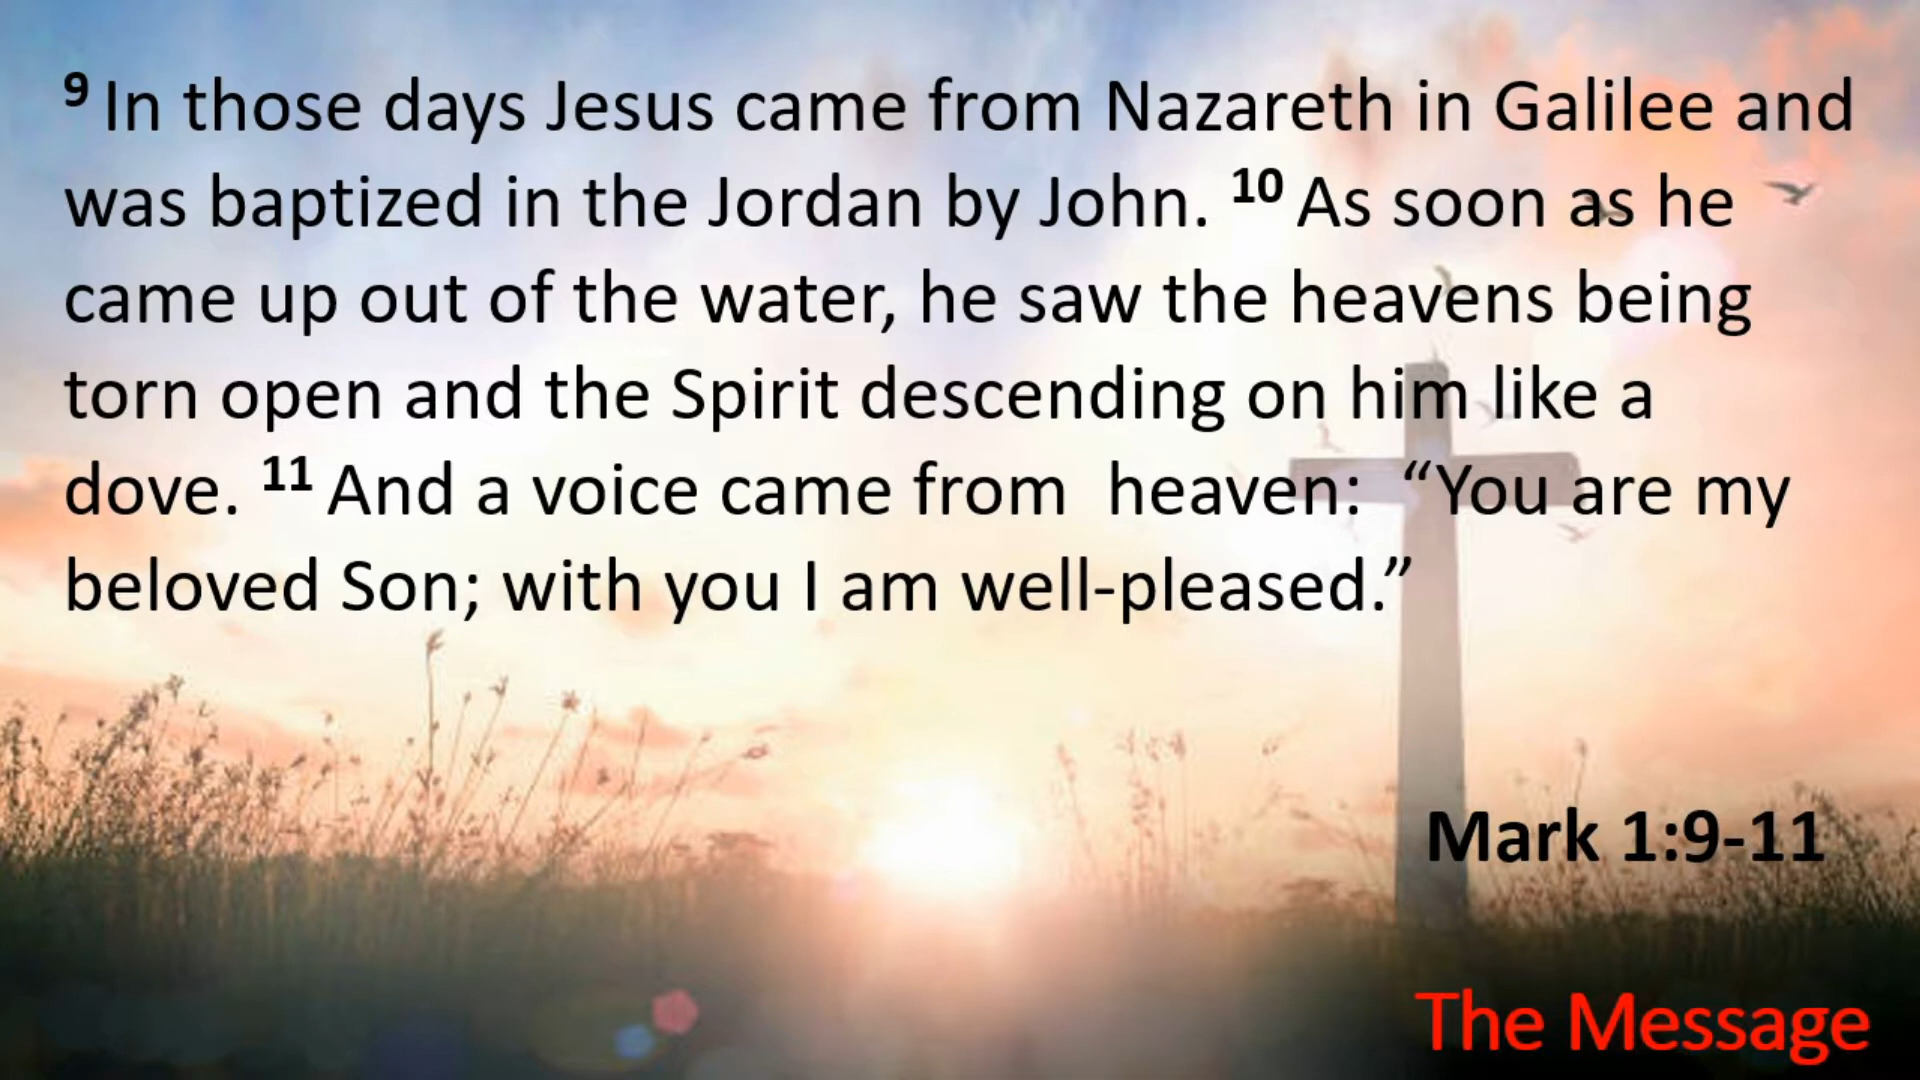 9 In those days Jesus came from Nazareth in Galilee and
was baptized in the Jordan by John. 10 As soon as he
came up out of the water, he saw the heavens being
torn open and the Spirit descending on him like a
dove. 11 And a voice came from  heaven:  “You are my
beloved Son; with you I am well-pleased.”
Mark 1:9-11
The Message